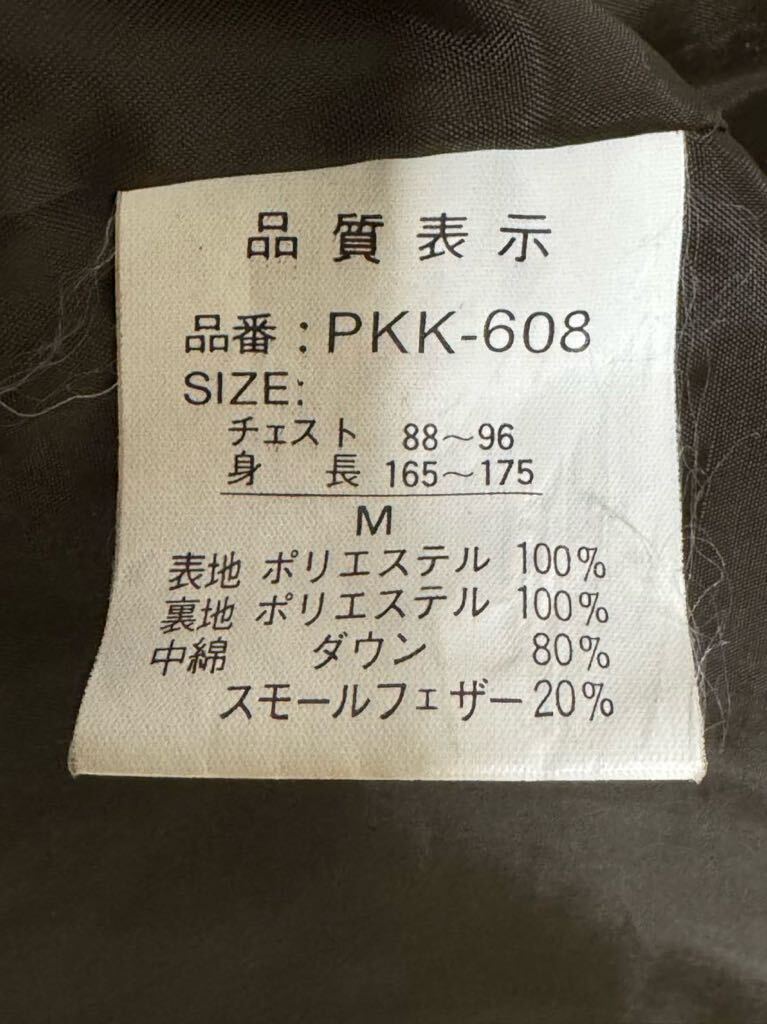 品質表示
品番:PKK-608
SIZE:
チェスト 88～96
身長 165～175
M
表地 ポリエステル 100%
裏地 ポリエステル 100%
中綿 ダウン 80%
スモールフェザー 20%